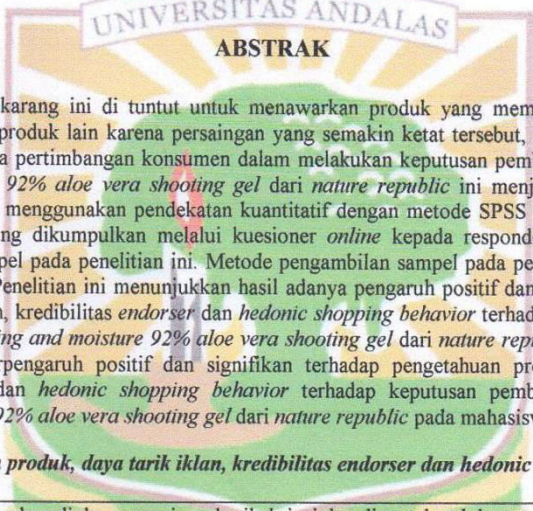 UNIVERSITAS ANDALAS
ABSTRAK
karang ini di tuntut untuk menawarkan produk yang mem
produk lain karena persaingan yang semakin ketat tersebut,
a pertimbangan konsumen dalam melakukan keputusan pemb
92% aloe vera shooting gel dari nature republic ini menj
menggunakan pendekatan kuantitatif dengan metode SPSS
ng dikumpulkan melalui kuesioner online kepada respond
pel pada penelitian ini. Metode pengambilan sampel pada pe
Penelitian ini menunjukkan hasil adanya pengaruh positif dan
, kredibilitas endorser dan hedonic shopping behavior terhad
ing and moisture 92% aloe vera shooting gel dari nature repu
rpengaruh positif dan signifikan terhadap pengetahuan pro
dan hedonic shopping behavior terhadap keputusan pemb
92% aloe vera shooting gel dari nature republic pada mahasisw
produk, daya tarik iklan, kredibilitas endorser dan hedonic